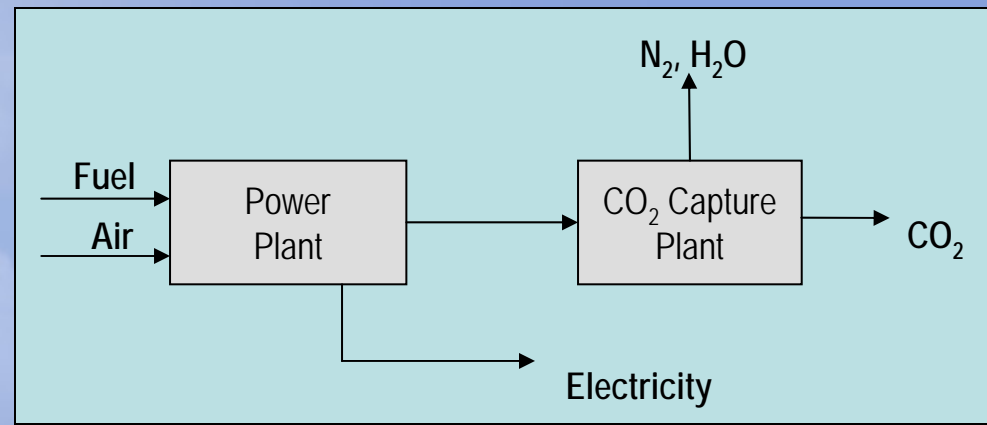 N₂, H₂O
Fuel
Air
Power
Plant
CO₂ Capture
Plant
CO₂
Electricity